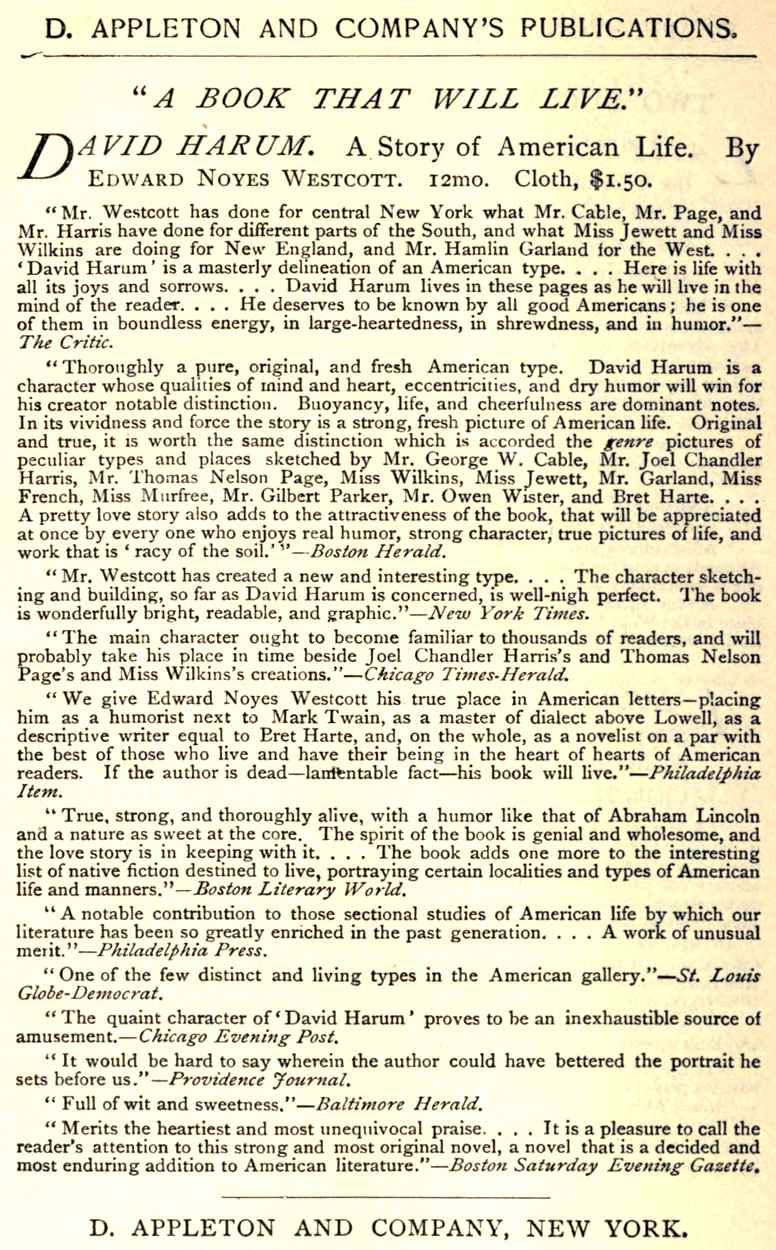 D. APPLETON AND COMPANY'S PUBLICATIONS.
"A BOOK THAT WILL LIVE."
DAVID HARUM. A Story of American Life. By
EDWARD NOYES WESTCOTT. 12mo. Cloth, $1.50.
"Mr. Westcott has done for central New York what Mr. Cable, Mr. Page, and
Mr. Harris have done for different parts of the South, and what Miss Jewett and Miss
Wilkins are doing for New England, and Mr. Hamlin Garland for the West. . . .
'David Harum' is a masterly delineation of an American type. . . . Here is life with
all its joys and sorrows. . . . David Harum lives in these pages as he will live in the
mind of the reader. . . . He deserves to be known by all good Americans; he is one
of them in boundless energy, in large-heartedness, in shrewdness, and in humor."—
The Critic.
"Thoroughly a pure, original, and fresh American type. David Harum is a
character whose qualities of mind and heart, eccentricities, and dry humor will win for
his creator notable distinction. Buoyancy, life, and cheerfulness are dominant notes.
In its vividness and force the story is a strong, fresh picture of American life. Original
and true, it is worth the same distinction which is accorded the genre pictures of
peculiar types and places sketched by Mr. George W. Cable, Mr. Joel Chandler
Harris, Mr. Thomas Nelson Page, Miss Wilkins, Miss Jewett, Mr. Garland, Miss
French, Miss Murfree, Mr. Gilbert Parker, Mr. Owen Wister, and Bret Harte. . . .
A pretty love story also adds to the attractiveness of the book, that will be appreciated
at once by every one who enjoys real humor, strong character, true pictures of life, and
work that is 'racy of the soil.'"—Boston Herald.
"Mr. Westcott has created a new and interesting type. . . . The character sketch-
ing and building, so far as David Harum is concerned, is well-nigh perfect. The book
is wonderfully bright, readable, and graphic."—New York Times.
"The main character ought to become familiar to thousands of readers, and will
probably take his place in time beside Joel Chandler Harris's and Thomas Nelson
Page's and Miss Wilkins's creations."—Chicago Times-Herald.
"We give Edward Noyes Westcott his true place in American letters—placing
him as a humorist next to Mark Twain, as a master of dialect above Lowell, as a
descriptive writer equal to Bret Harte, and, on the whole, as a novelist on a par with
the best of those who live and have their being in the heart of hearts of American
readers. If the author is dead—lamentable fact—his book will live."—Philadelphia
Item.
"True, strong, and thoroughly alive, with a humor like that of Abraham Lincoln
and a nature as sweet at the core. The spirit of the book is genial and wholesome, and
the love story is in keeping with it. . . . The book adds one more to the interesting
list of native fiction destined to live, portraying certain localities and types of American
life and manners."—Boston Literary World.
"A notable contribution to those sectional studies of American life by which our
literature has been so greatly enriched in the past generation. . . . A work of unusual
merit."—Philadelphia Press.
"One of the few distinct and living types in the American gallery."—St. Louis
Globe-Democrat.
"The quaint character of 'David Harum' proves to be an inexhaustible source of
amusement.—Chicago Evening Post.
"It would be hard to say wherein the author could have bettered the portrait he
sets before us."—Providence Journal.
"Full of wit and sweetness."—Baltimore Herald.
"Merits the heartiest and most unequivocal praise. . . . It is a pleasure to call the
reader's attention to this strong and most original novel, a novel that is a decided and
most enduring addition to American literature."—Boston Saturday Evening Gazette.
D. APPLETON AND COMPANY, NEW YORK.